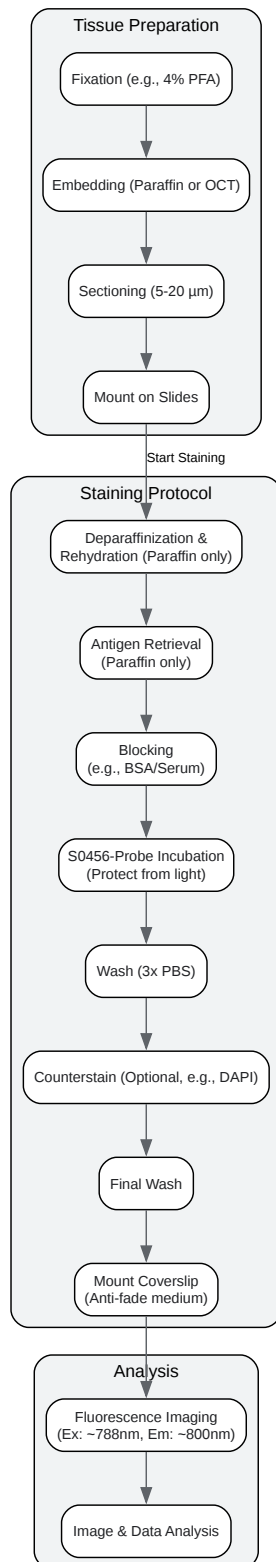 Tissue Preparation
Fixation (e.g., 4% PFA)
Embedding (Paraffin or OCT)
Sectioning (5-20 µm)
Mount on Slides
Start Staining
Staining Protocol
Deparaffinization &
Rehydration (Paraffin only)
Antigen Retrieval
(Paraffin only)
Blocking
(e.g., BSA/Serum)
S0456-Probe Incubation
(Protect from light)
Wash (3x PBS)
Counterstain (Optional, e.g., DAPI)
Final Wash
Mount Coverslip
(Anti-fade medium)
Analysis
Fluorescence Imaging
(Ex: ~788nm, Em: ~800nm)
Image & Data Analysis